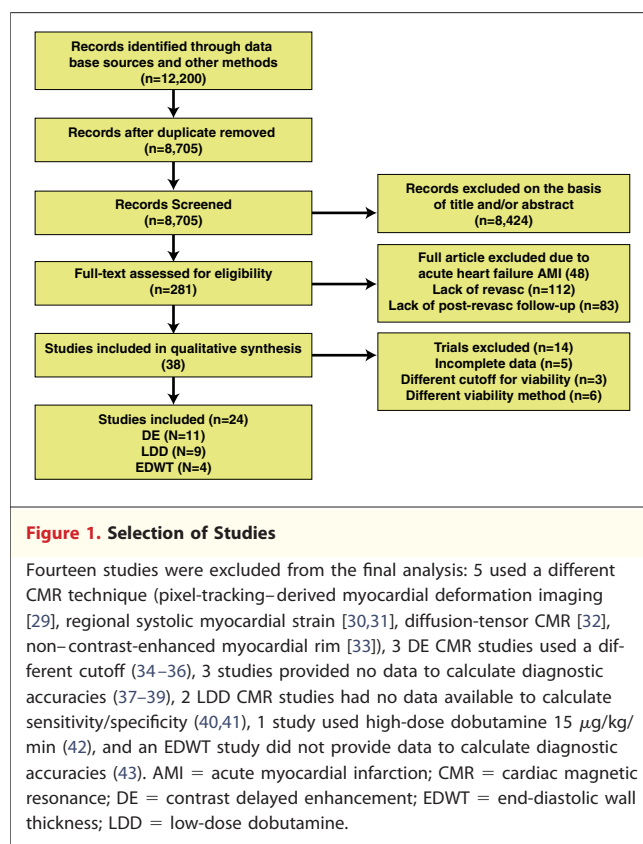 Records identified through data
base sources and other methods
(n=12,200)
Records after duplicate removed
(n=8,705)
Records Screened
(n=8,705)
Records excluded on the basis
of title and/or abstract
(n=8,424)
Full-text assessed for eligibility
(n=281)
Full article excluded due to
acute heart failure AMI (48)
Lack of revasc (n=112)
Lack of post-revasc follow-up (n=83)
Studies included in qualitative synthesis
(38)
Trials excluded (n=14)
Incomplete data (n=5)
Different cutoff for viability (n=3)
Different viability method (n=6)
Studies included (n=24)
DE (N=11)
LDD (N=9)
EDWT (N=4)
Figure 1. Selection of Studies
Fourteen studies were excluded from the final analysis: 5 used a different
CMR technique (pixel-tracking–derived myocardial deformation imaging
[29], regional systolic myocardial strain [30,31], diffusion-tensor CMR [32],
non–contrast-enhanced myocardial rim [33]), 3 DE CMR studies used a dif-
ferent cutoff (34–36), 3 studies provided no data to calculate diagnostic
accuracies (37–39), 2 LDD CMR studies had no data available to calculate
sensitivity/specificity (40,41), 1 study used high-dose dobutamine 15 μg/kg/
min (42), and an EDWT study did not provide data to calculate diagnostic
accuracies (43). AMI = acute myocardial infarction; CMR = cardiac magnetic
resonance; DE = contrast delayed enhancement; EDWT = end-diastolic wall
thickness; LDD = low-dose dobutamine.